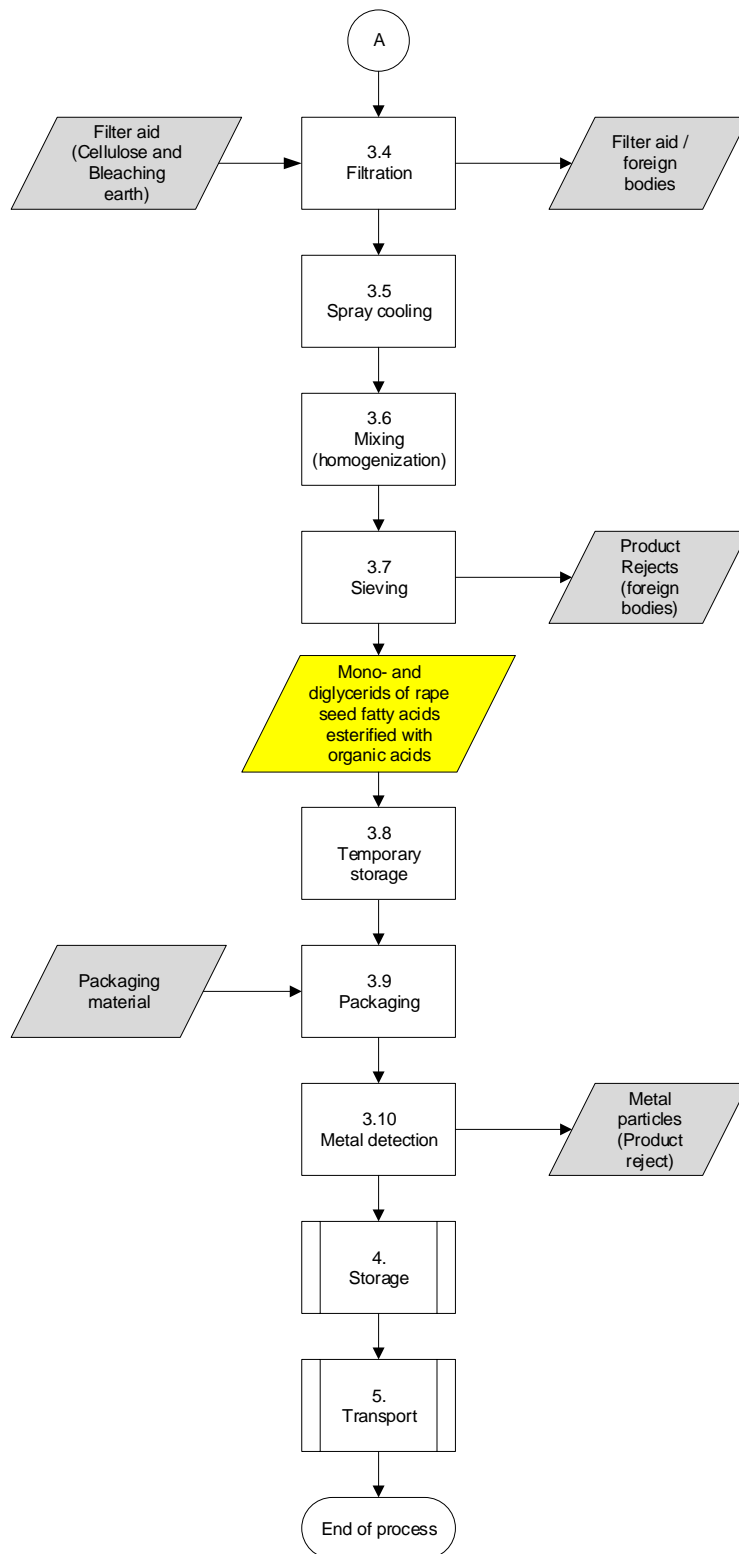 A
Filter aid
(Cellulose and
Bleaching
earth)
3.4
Filtration
Filter aid /
foreign
bodies
3.5
Spray cooling
3.6
Mixing
(homogenization)
3.7
Sieving
Product
Rejects
(foreign
bodies)
Mono- and
diglycerids of rape
seed fatty acids
esterified with
organic acids
3.8
Temporary
storage
Packaging
material
3.9
Packaging
3.10
Metal detection
Metal
particles
(Product
reject)
4.
Storage
5.
Transport
End of process